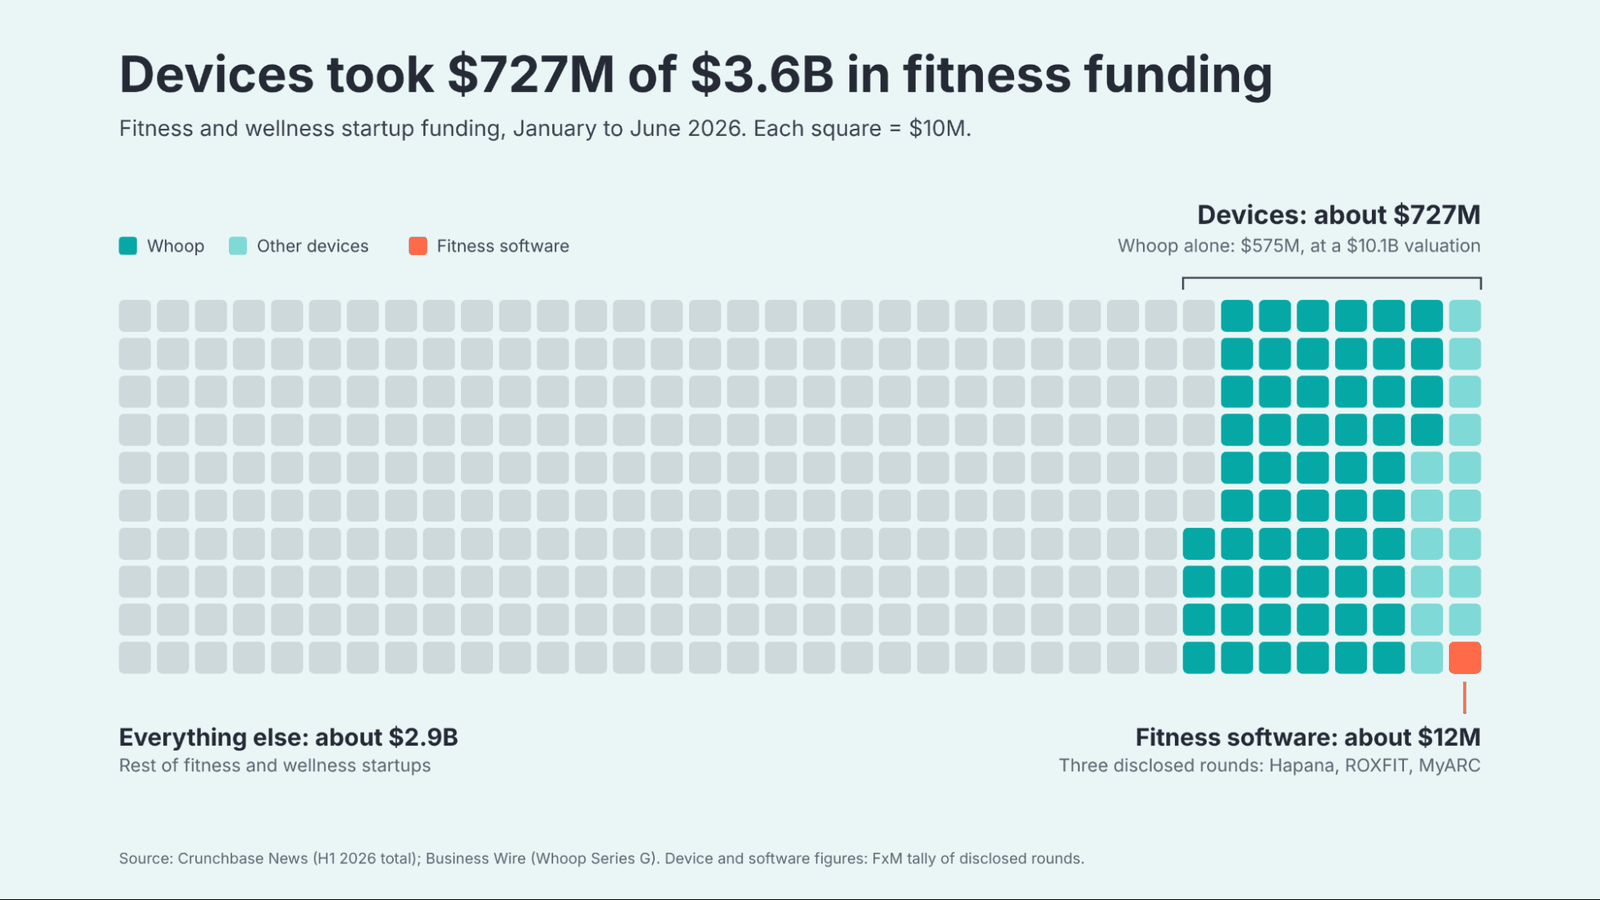 Devices took $727M of $3.6B in fitness funding
Fitness and wellness startup funding, January to June 2026. Each square = $10M.
Devices: about $727M
Whoop alone: $575M, at a $10.1B valuation
Whoop
Other devices
Fitness software
Everything else: about $2.9B
Rest of fitness and wellness startups
Fitness software: about $12M
Three disclosed rounds: Hapana, ROXFIT, MyARC
Source: Crunchbase News (H1 2026 total); Business Wire (Whoop Series G). Device and software figures: FxM tally of disclosed rounds.